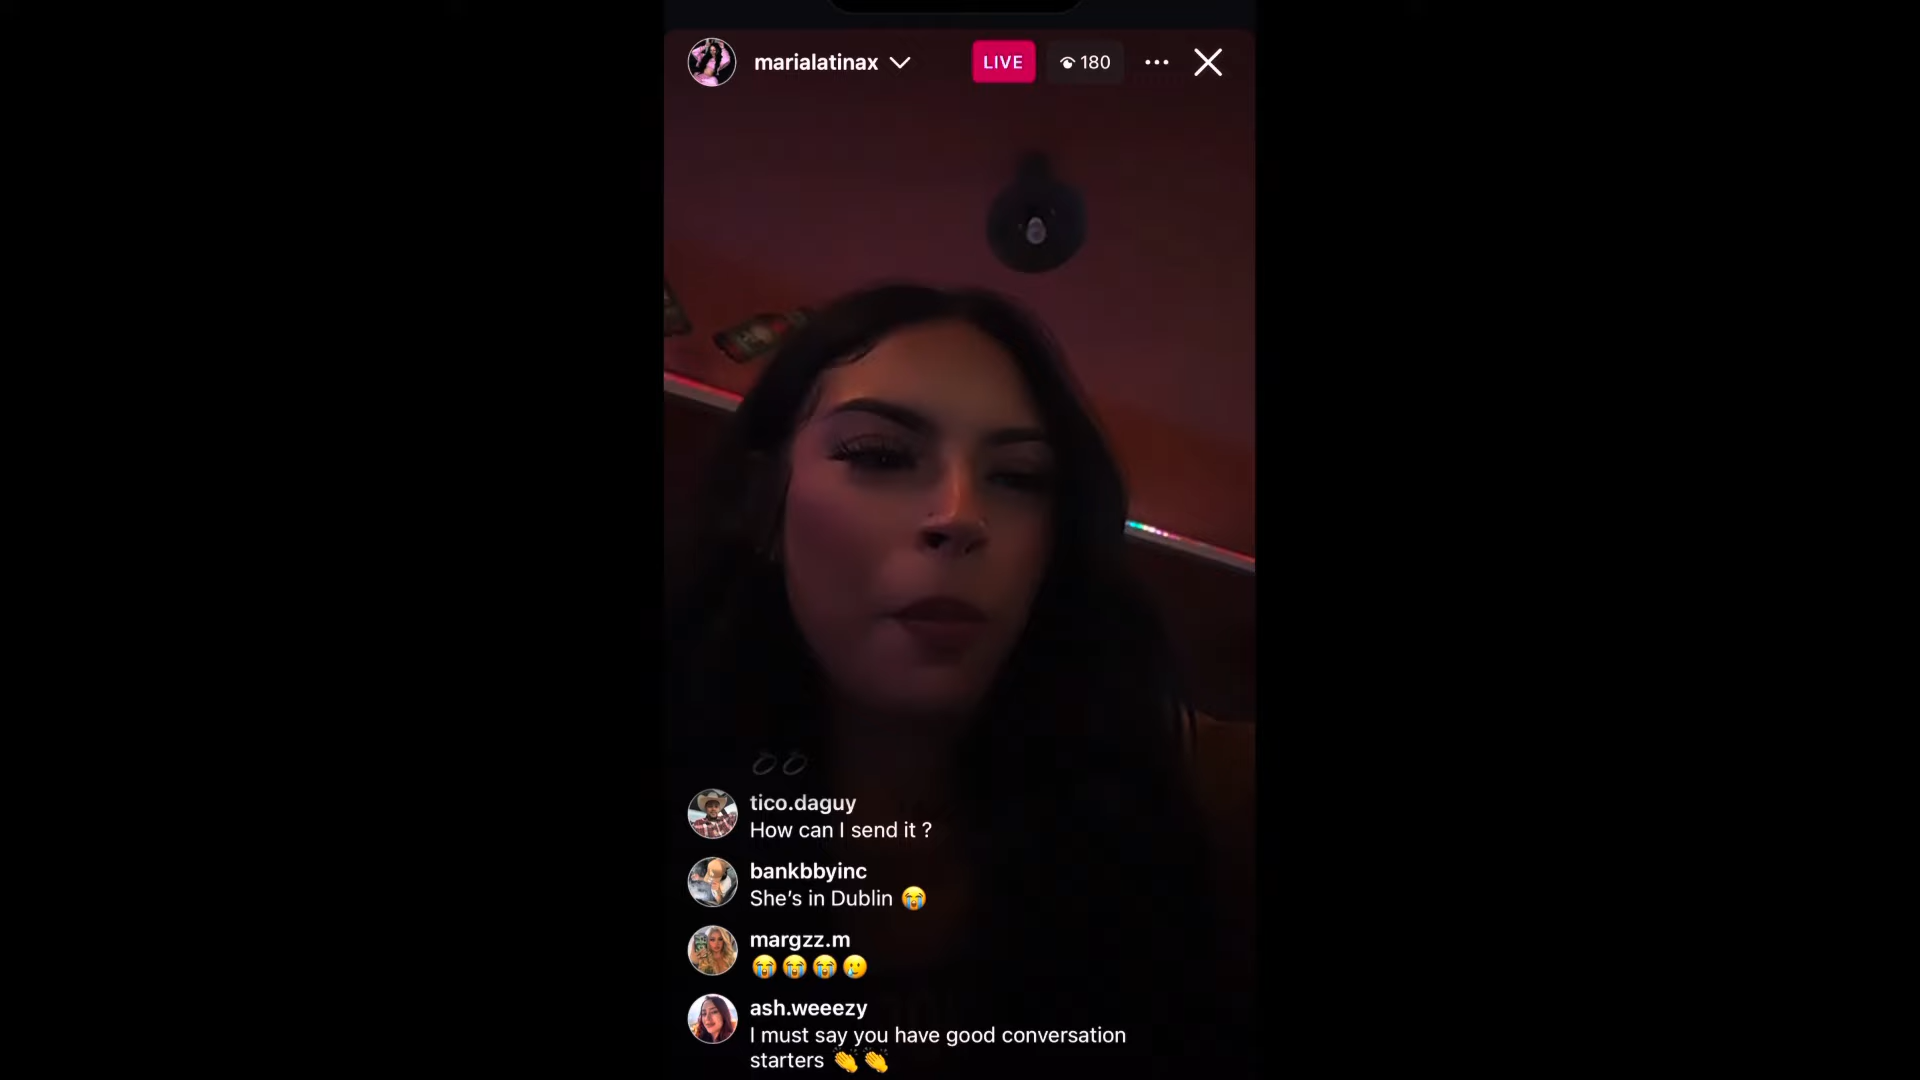 marialatinax
LIVE
180
tico.daguy
How can I send it ?
bankbbyinc
She's in Dublin 😭
margzz.m
😭😭😭🥲
ash.weeezy
I must say you have good conversation
starters 👏👏